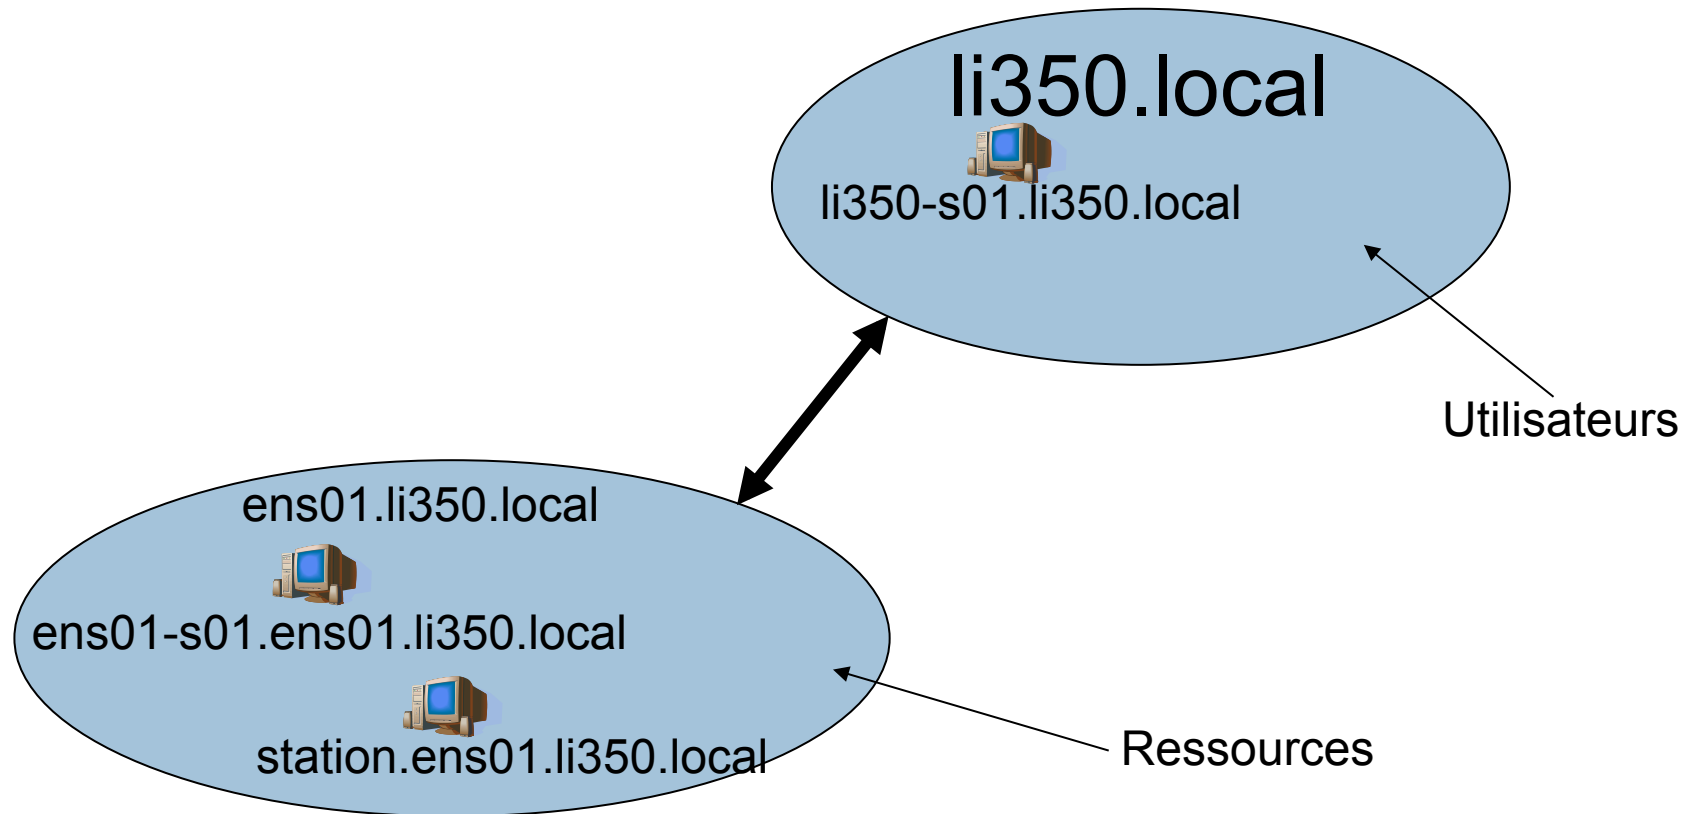 li350.local
li350-s01.li350.local
Utilisateurs
ens01.li350.local
ens01-s01.ens01.li350.local
station.ens01.li350.local
Ressources